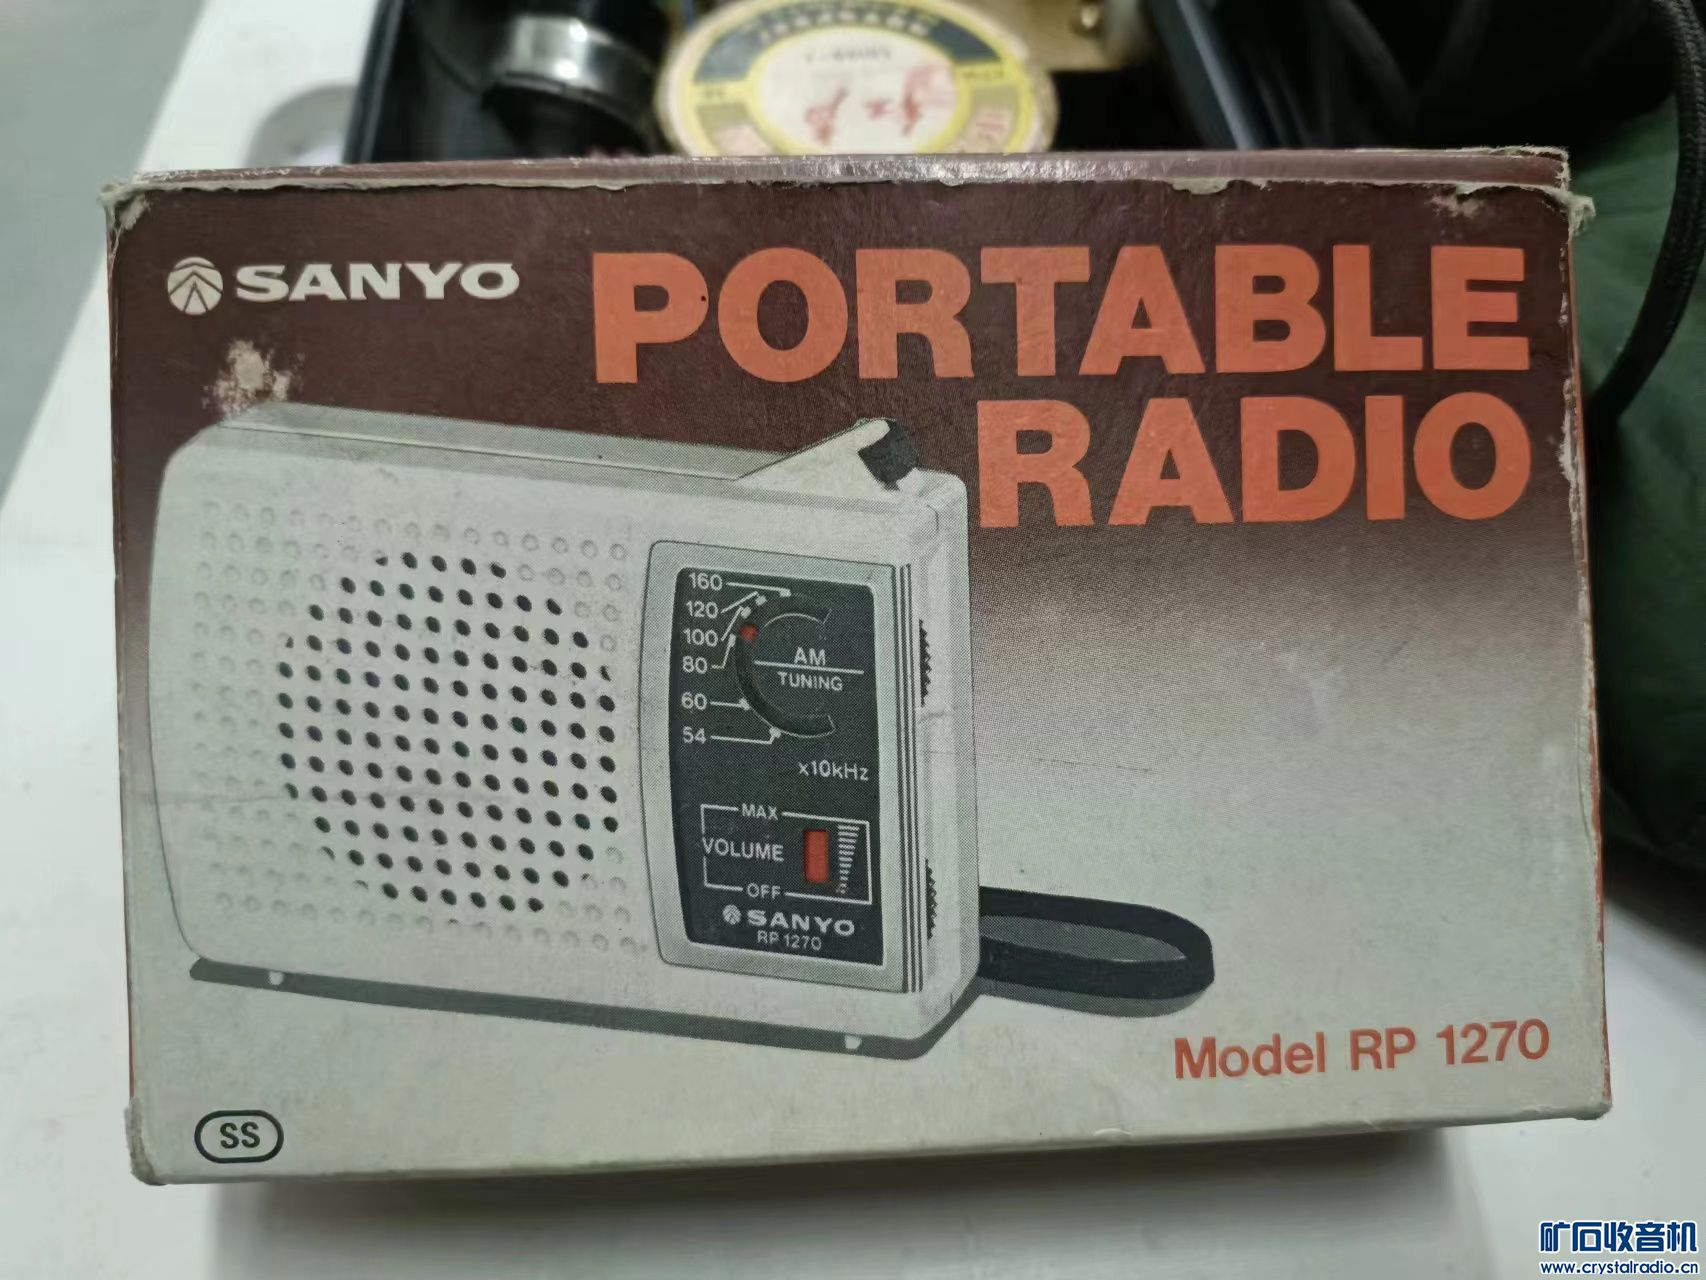 SANYO
PORTABLE
RADIO
160
120
100
80
60
54
AM
TUNING
x10kHz
MAX
VOLUME
OFF
SANYO
RP 1270
Model RP 1270
SS
矿石收音机
www.crystalradio.cn